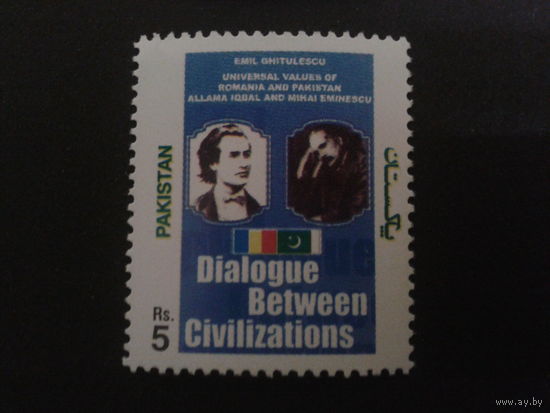 EMIL GHITULESCU
UNIVERSAL VALUES OF
ROMANIA AND PAKISTAN
ALLAMA IQBAL AND MIHAI EMINESCU
PAKISTAN
پاکستان
Dialogue
Between
Civilizations
Rs.
5
www.ay.by